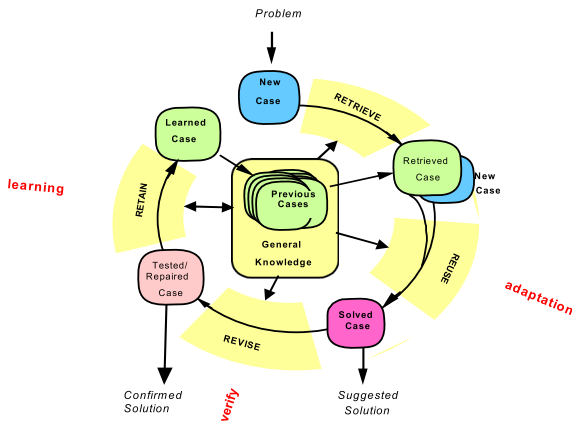 Problem
New
Case
RETRIEVE
Learned
Case
Retrieved
Case
New
Case
learning
RETAIN
Previous
Cases
General
Knowledge
REUSE
Tested/
Repaired
Case
adaptation
Solved
Case
REVISE
Confirmed
Solution
verify
Suggested
Solution